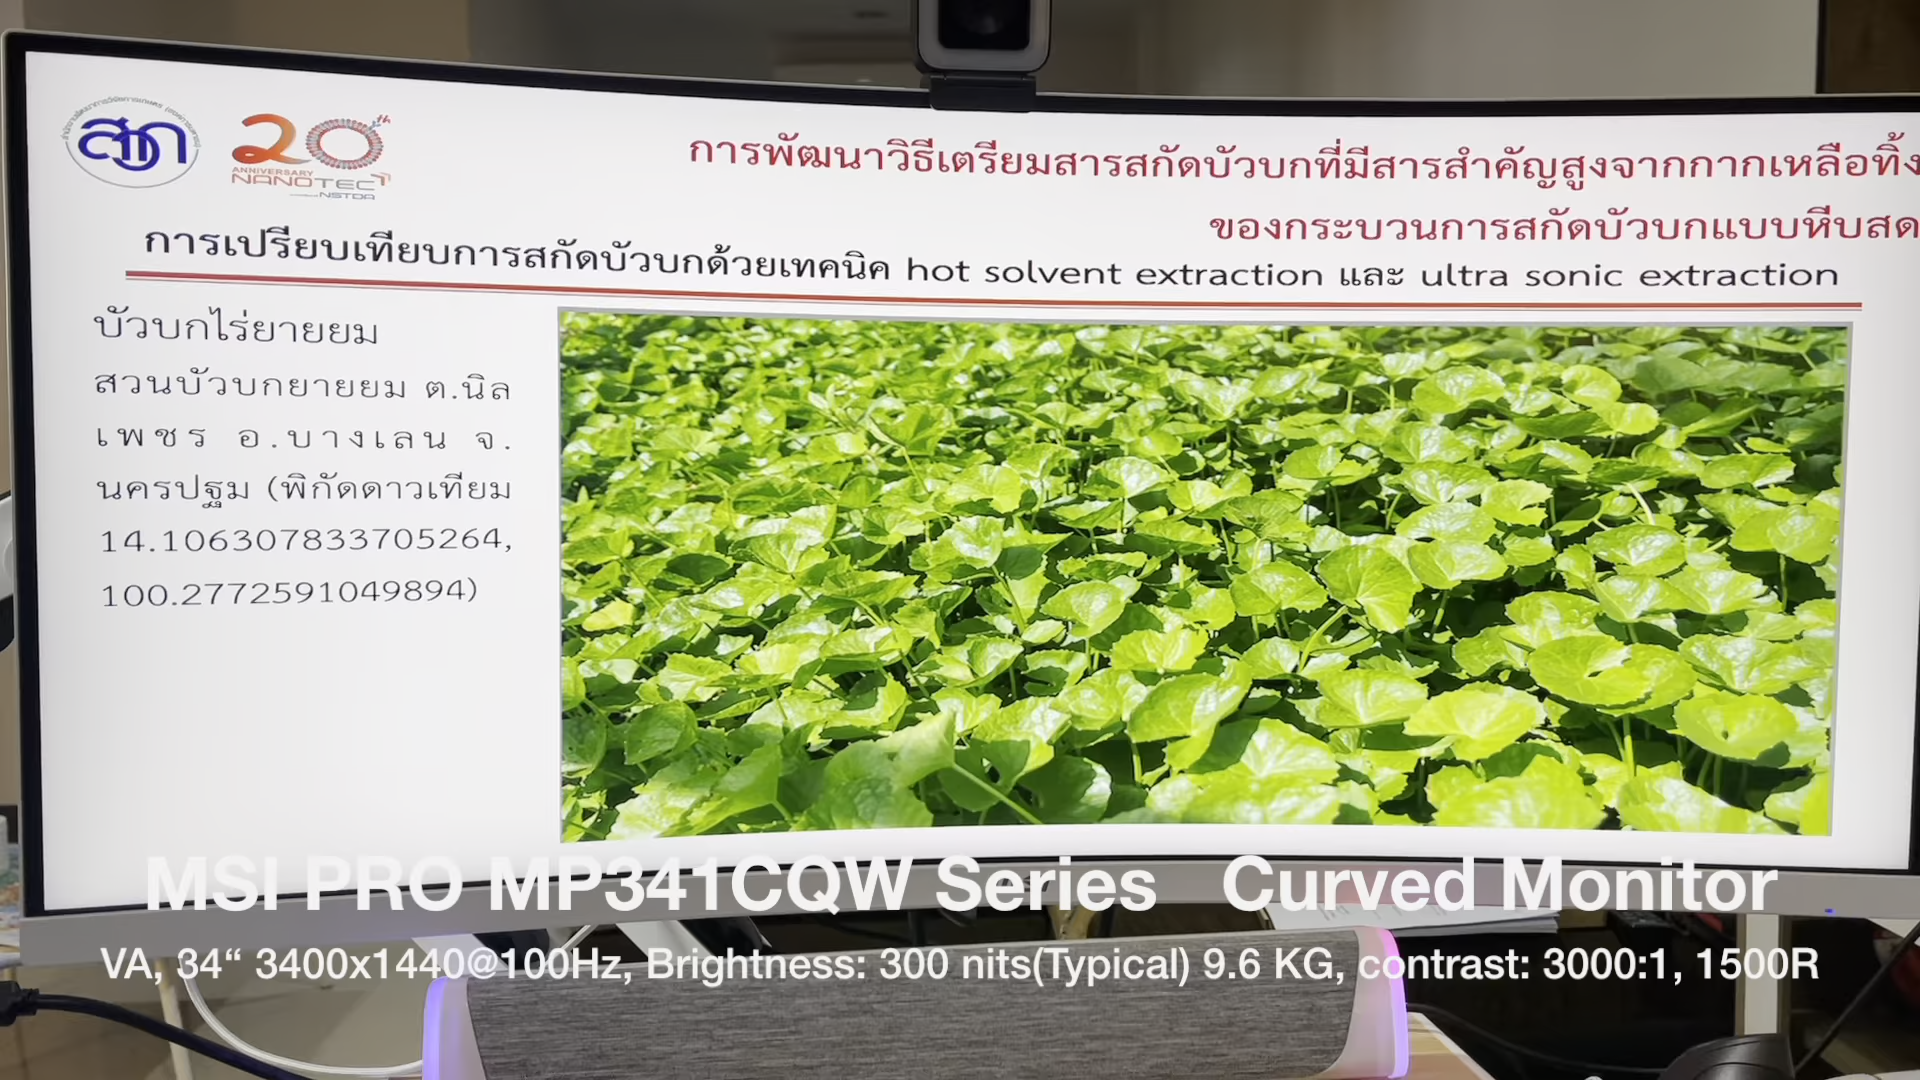 สวก
20th
ANNIVERSARY
NANOTEC
NSTDA
การพัฒนาวิธีเตรียมสารสกัดบัวบกที่มีสารสำคัญสูงจากกากเหลือทิ้ง
ของกระบวนการสกัดบัวบกแบบหีบสด
การเปรียบเทียบการสกัดบัวบกด้วยเทคนิค hot solvent extraction และ ultra sonic extraction
บัวบกไร่ยายยม
สวนบัวบกยายยม ต.นิล
เพชร อ.บางเลน จ.
นครปฐม (พิกัดดาวเทียม
14.106307833705264,
100.2772591049894)
MSI PRO MP341CQW Series Curved Monitor
VA, 34“ 3400x1440@100Hz, Brightness: 300 nits(Typical) 9.6 KG, contrast: 3000:1, 1500R